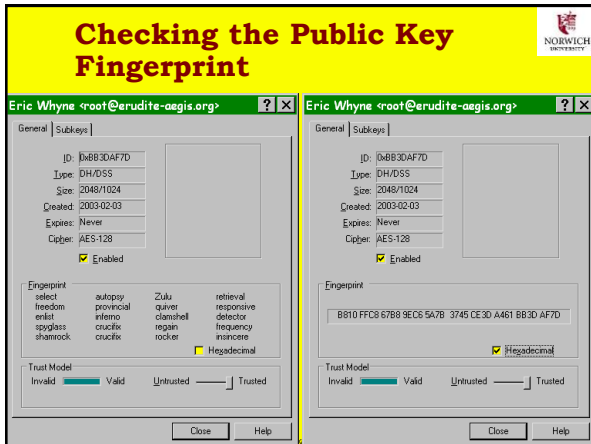 Checking the Public Key
Fingerprint
NORWICH
UNIVERSITY
Eric Whyne <root@erudite-aegis.org> ? ×
General Subkeys
ID: 0xBB3DAF7D
Type: DH/DSS
Size: 2048/1024
Created: 2003-02-03
Expires: Never
Cipher: AES-128
Enabled
Fingerprint
select autopsy Zulu retrieval
freedom provincial quiver responsive
enlist inferno clamshell detector
spyglass crucifix regain frequency
shamrock crucifix rocker insincere
Hexadecimal
Trust Model
Invalid Valid Untrusted Trusted
Close Help
Eric Whyne <root@erudite-aegis.org> ? ×
General Subkeys
ID: 0xBB3DAF7D
Type: DH/DSS
Size: 2048/1024
Created: 2003-02-03
Expires: Never
Cipher: AES-128
Enabled
Fingerprint
B810 FFC8 67B8 9EC6 5A7B 3745 CE3D A461 BB3D AF7D
Hexadecimal
Trust Model
Invalid Valid Untrusted Trusted
Close Help